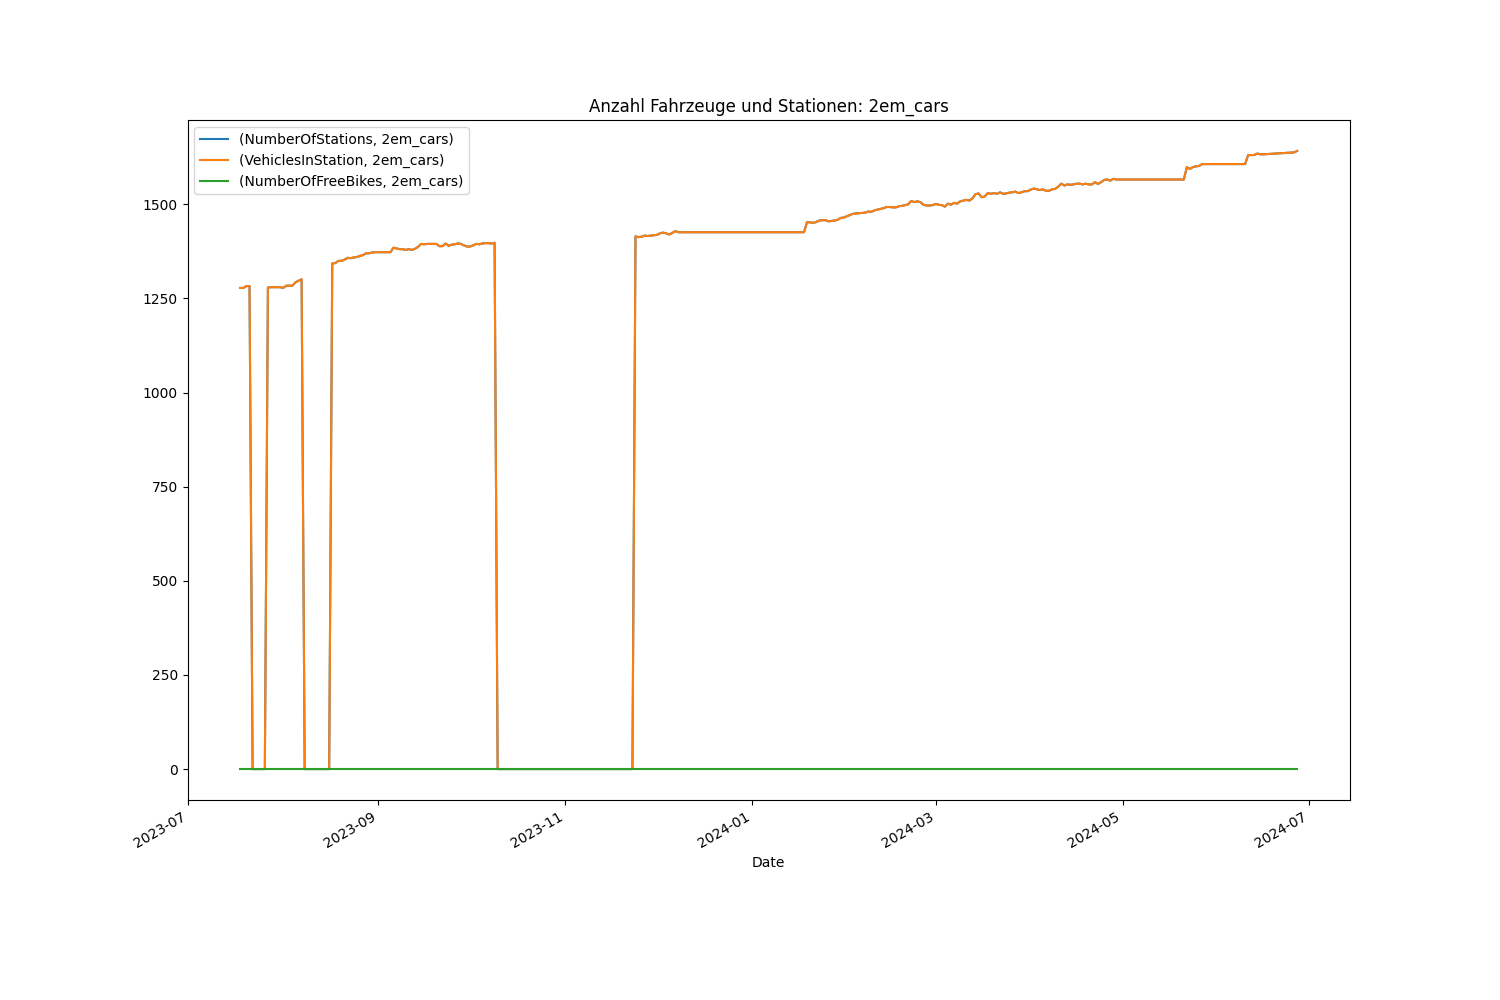 Anzahl Fahrzeuge und Stationen: 2em_cars
(NumberOfStations, 2em_cars)
(VehiclesInStation, 2em_cars)
(NumberOfFreeBikes, 2em_cars)
1500
1250
1000
750
500
250
0
2023-07
2023-09
2023-11
2024-01
2024-03
2024-05
2024-07
Date